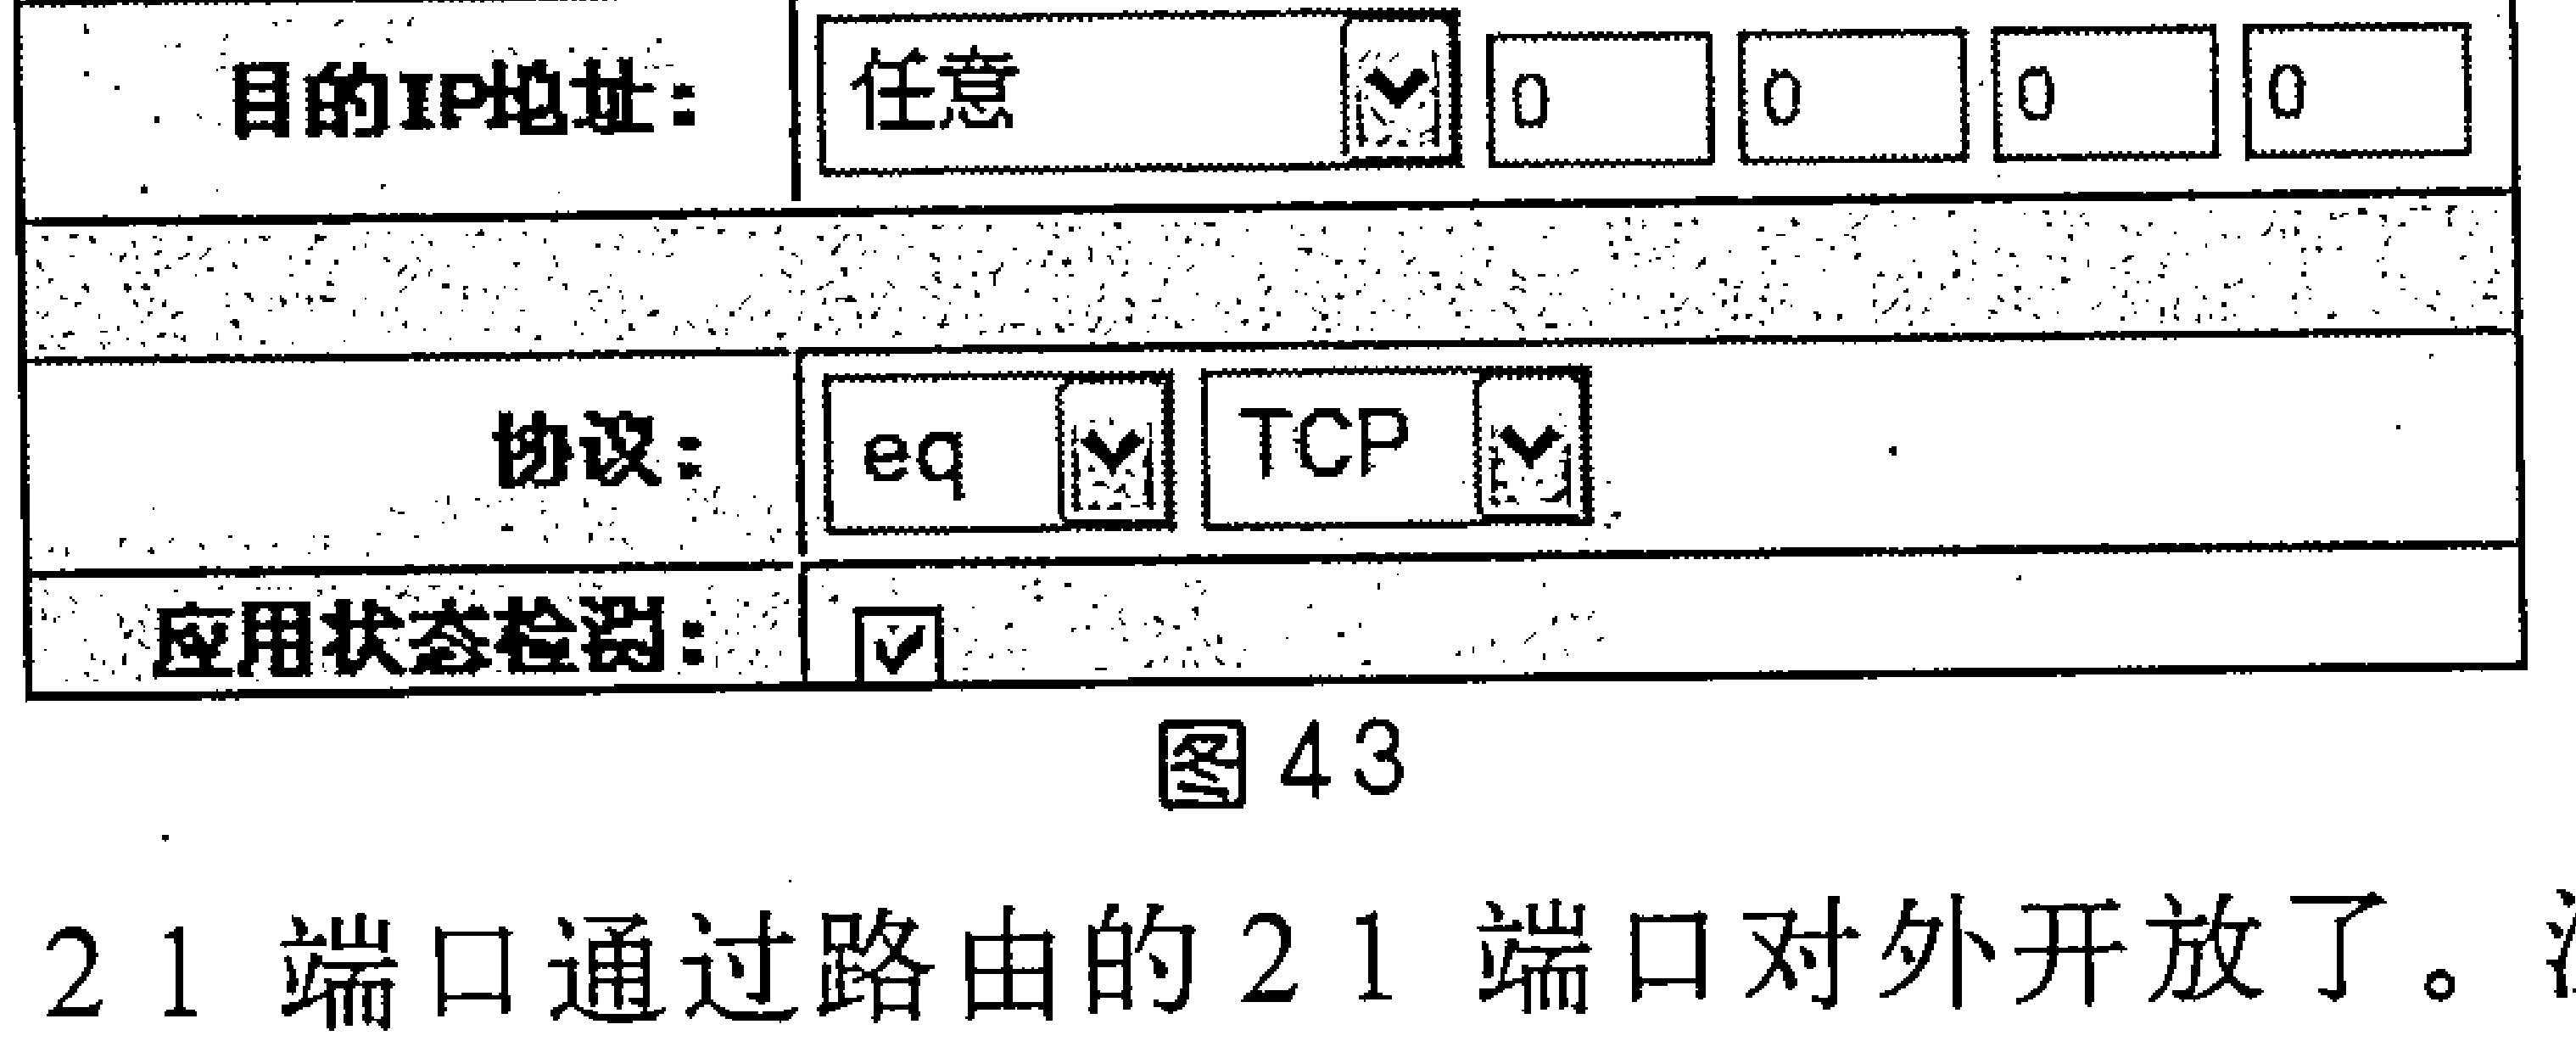 目的IP地址： 任意 0 0 0 0
协议： eq TCP
应用状态检测：
图43
21端口通过路由的21端口对外开放了。